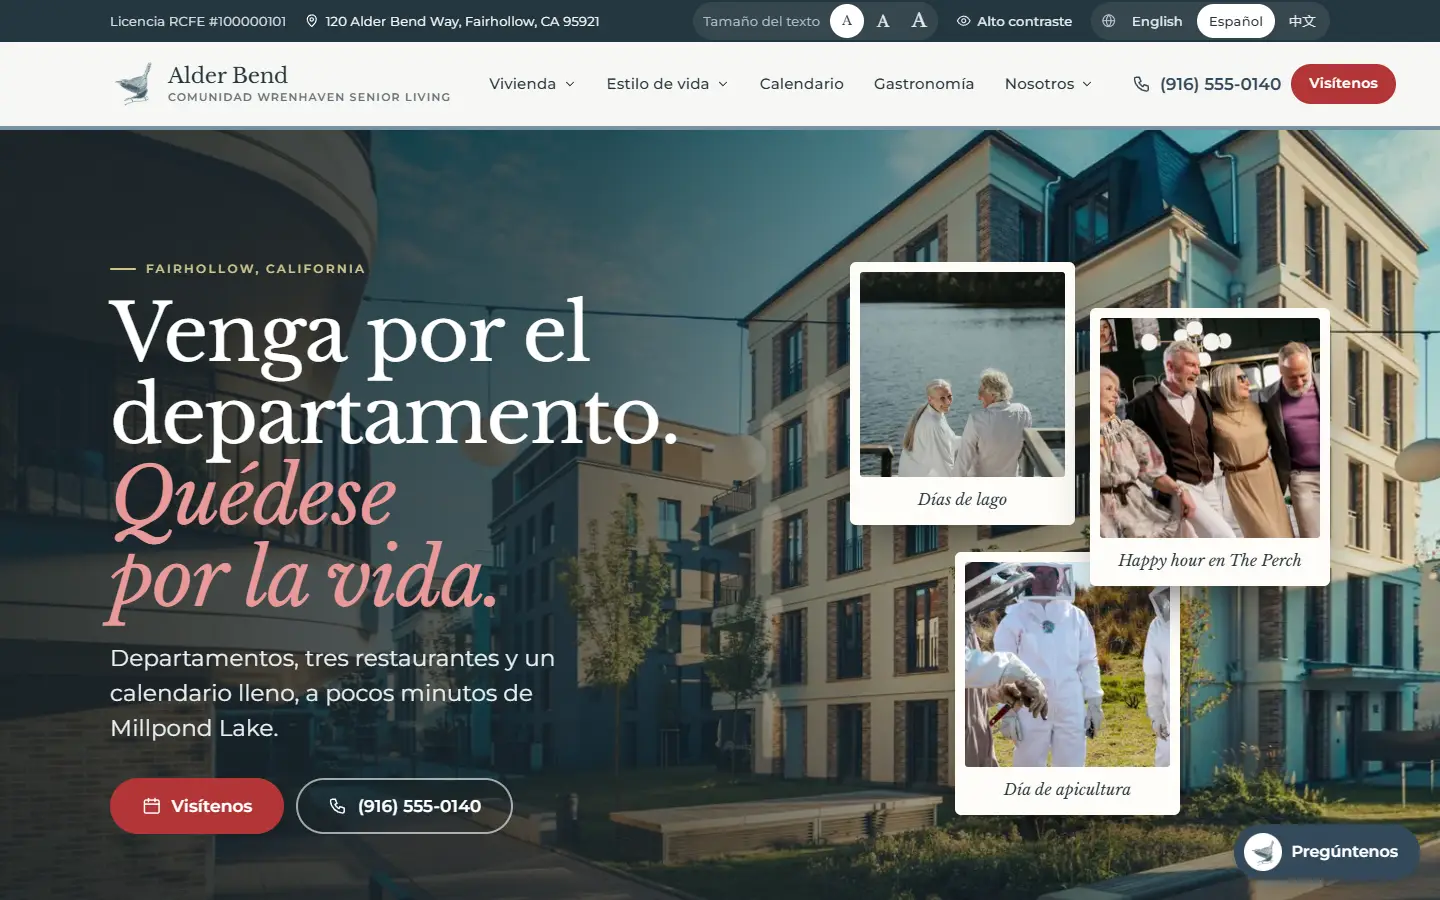 Licencia RCFE #100000101
120 Alder Bend Way, Fairhollow, CA 95921
Tamaño del texto A A A
Alto contraste
English Español 中文
Alder Bend
COMUNIDAD WRENHAVEN SENIOR LIVING
Vivienda Estilo de vida Calendario Gastronomía Nosotros
(916) 555-0140
Visítenos
FAIRHOLLOW, CALIFORNIA
Venga por el
departamento.
Quédese
por la vida.
Departamentos, tres restaurantes y un
calendario lleno, a pocos minutos de
Millpond Lake.
Visítenos
(916) 555-0140
Días de lago
Happy hour en The Perch
Día de apicultura
Pregúntenos